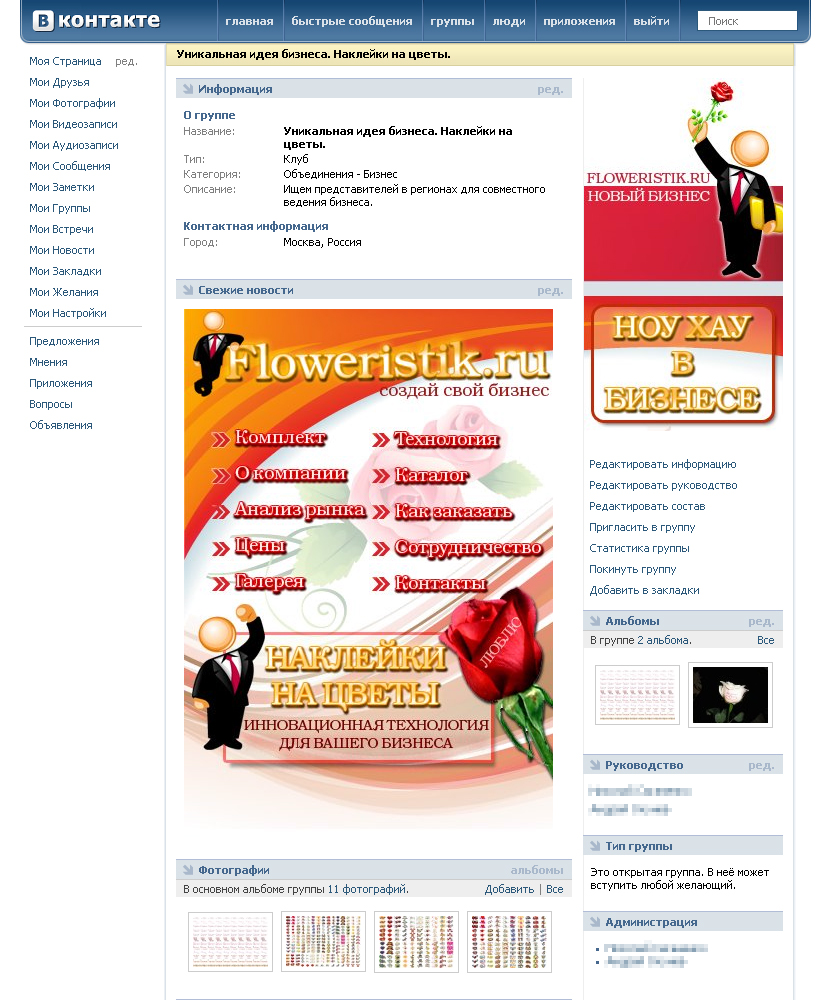 В контакте
главная
быстрые сообщения
группы
люди
приложения
выйти
Поиск
Моя Страница ред.
Мои Друзья
Мои Фотографии
Мои Видеозаписи
Мои Аудиозаписи
Мои Сообщения
Мои Заметки
Мои Группы
Мои Встречи
Мои Новости
Мои Закладки
Мои Желания
Мои Настройки
Предложения
Мнения
Приложения
Вопросы
Объявления
Уникальная идея бизнеса. Наклейки на цветы.
Информация ред.
О группе
Название: Уникальная идея бизнеса. Наклейки на
цветы.
Тип: Клуб
Категория: Объединения - Бизнес
Описание: Ищем представителей в регионах для совместного
ведения бизнеса.
Контактная информация
Город: Москва, Россия
Свежие новости ред.
Floweristik.ru
создай свой бизнес
Комплект
Технология
О компании
Каталог
Анализ рынка
Как заказать
Цены
Сотрудничество
Галерея
Контакты
ЛЮБЛЮ
НАКЛЕЙКИ
НА ЦВЕТЫ
ИННОВАЦИОННАЯ ТЕХНОЛОГИЯ
ДЛЯ ВАШЕГО БИЗНЕСА
Фотографии альбомы
В основном альбоме группы 11 фотографий. Добавить | Все
FLOWERISTIK.RU
НОВЫЙ БИЗНЕС
НОУ ХАУ
В
БИЗНЕСЕ
Редактировать информацию
Редактировать руководство
Редактировать состав
Пригласить в группу
Статистика группы
Покинуть группу
Добавить в закладки
Альбомы ред.
В группе 2 альбома. Все
Руководство ред.
Тип группы
Это открытая группа. В неё может
вступить любой желающий.
Администрация